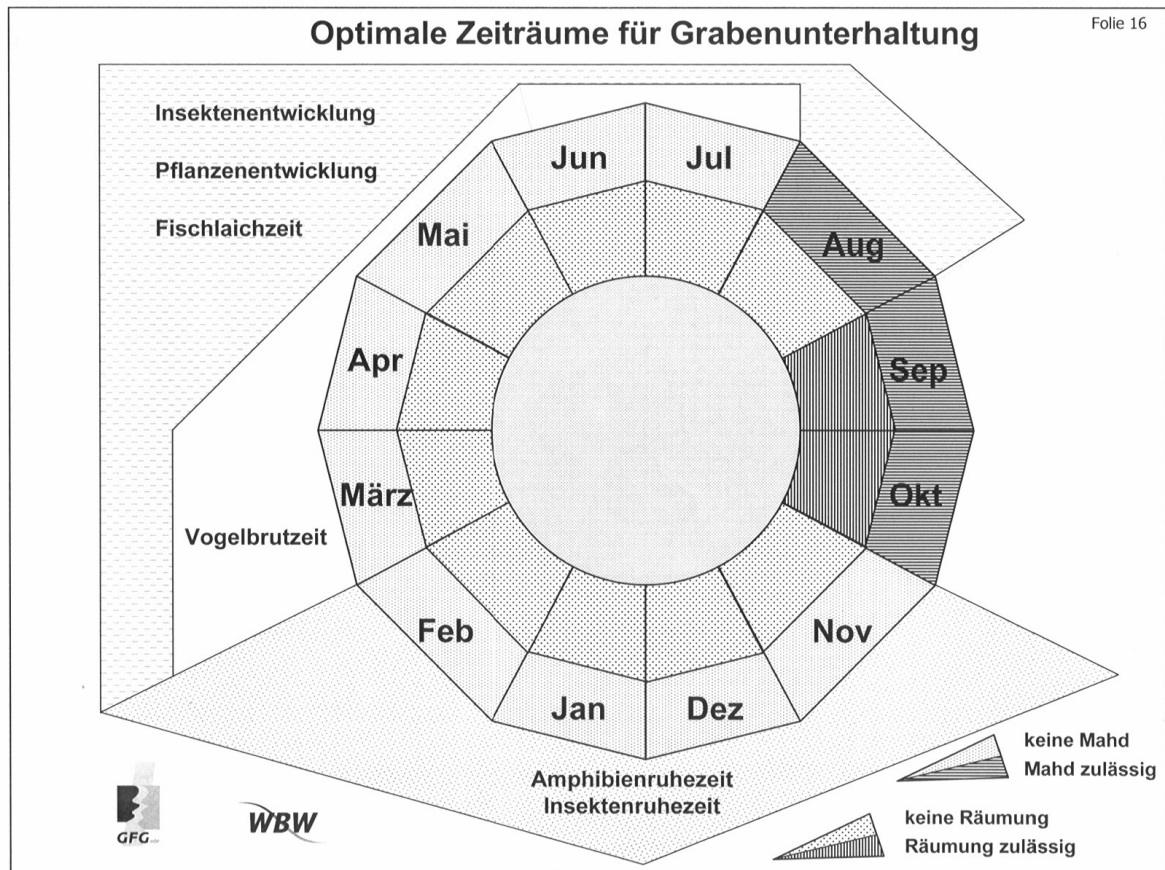 Folie 16
Optimale Zeiträume für Grabenunterhaltung
Insektenentwicklung
Pflanzenentwicklung
Fischlaichzeit
Vogelbrutzeit
Jun
Jul
Mai
Aug
Apr
Sep
März
Okt
Feb
Nov
Jan
Dez
Amphibienruhezeit
Insektenruhezeit
keine Mahd
Mahd zulässig
keine Räumung
Räumung zulässig
GFG
WBW